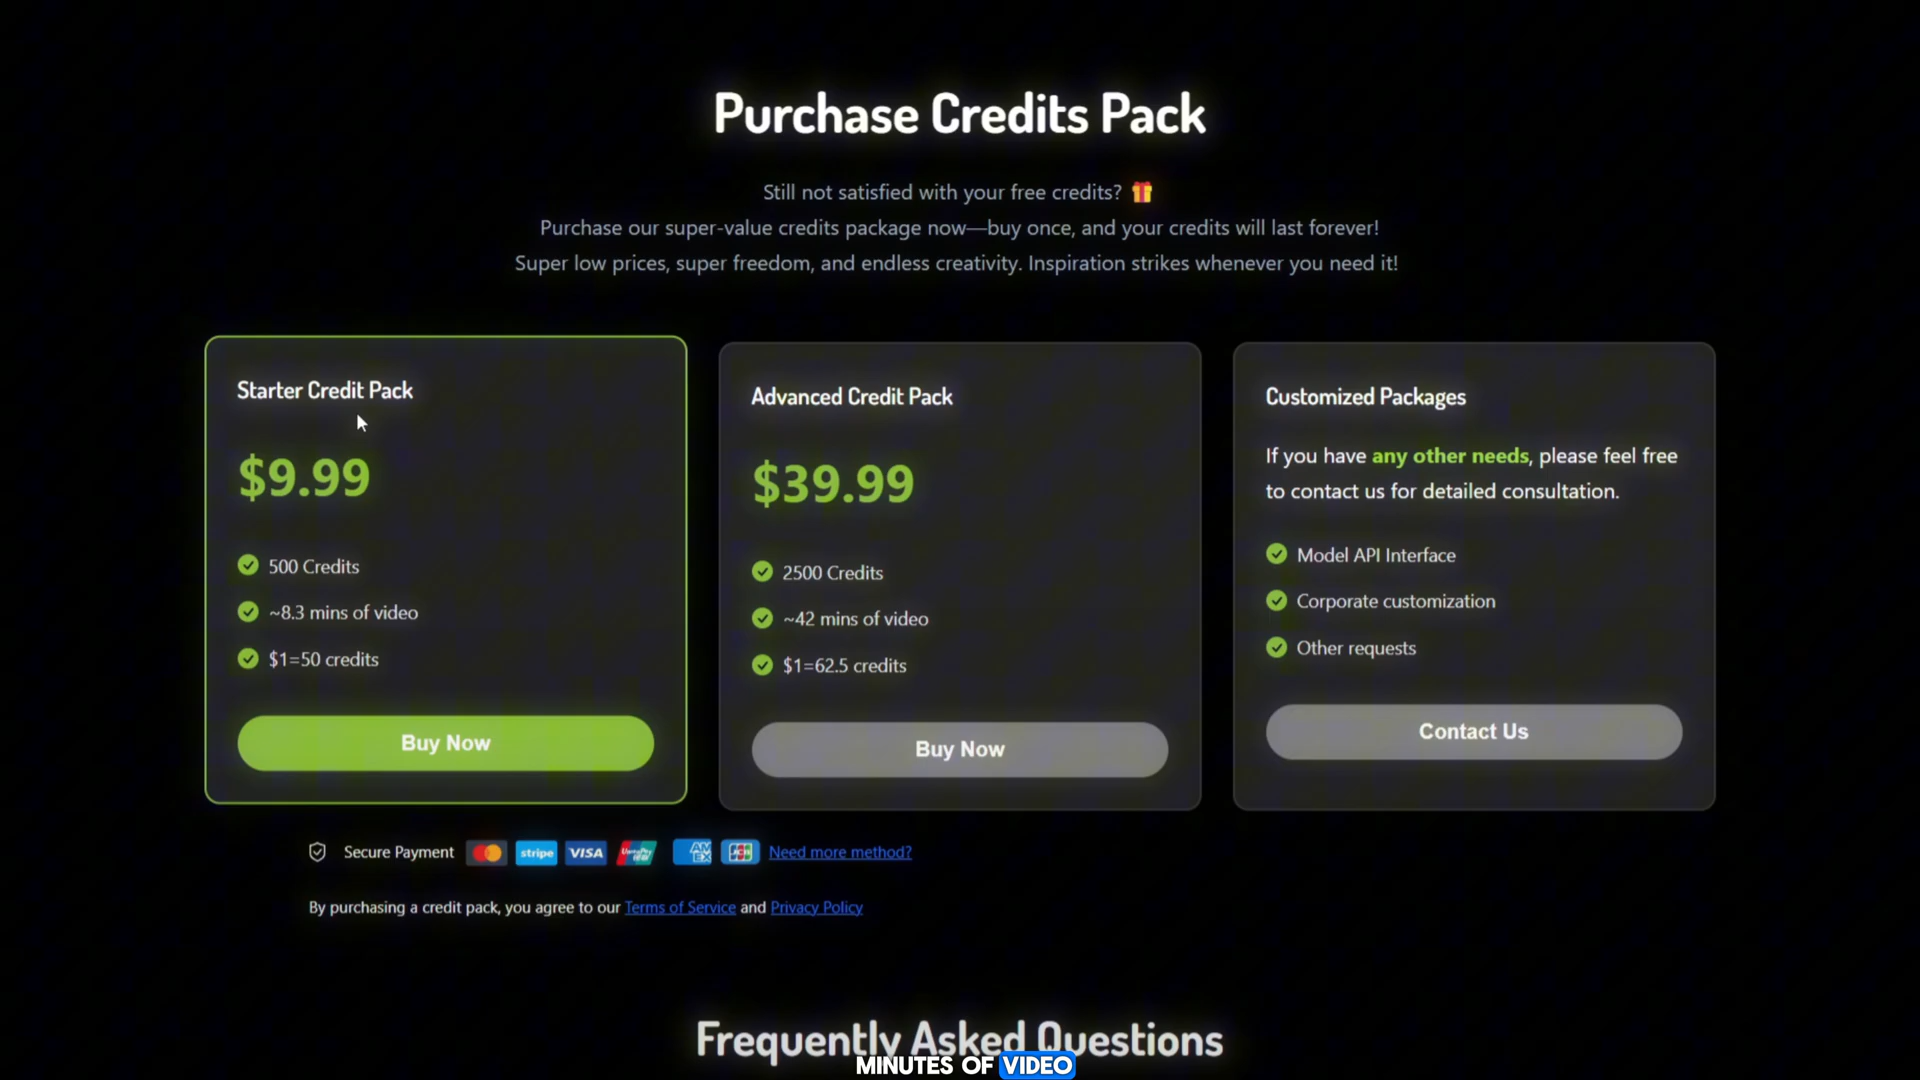 Purchase Credits Pack
Still not satisfied with your free credits?
Purchase our super-value credits package now—buy once, and your credits will last forever!
Super low prices, super freedom, and endless creativity. Inspiration strikes whenever you need it!
Starter Credit Pack
$9.99
500 Credits
~8.3 mins of video
$1=50 credits
Buy Now
Advanced Credit Pack
$39.99
2500 Credits
~42 mins of video
$1=62.5 credits
Buy Now
Customized Packages
If you have any other needs, please feel free
to contact us for detailed consultation.
Model API Interface
Corporate customization
Other requests
Contact Us
Secure Payment stripe VISA UnionPay AMEX JCB Need more method?
By purchasing a credit pack, you agree to our Terms of Service and Privacy Policy
Frequently Asked Questions
MINUTES OF VIDEO